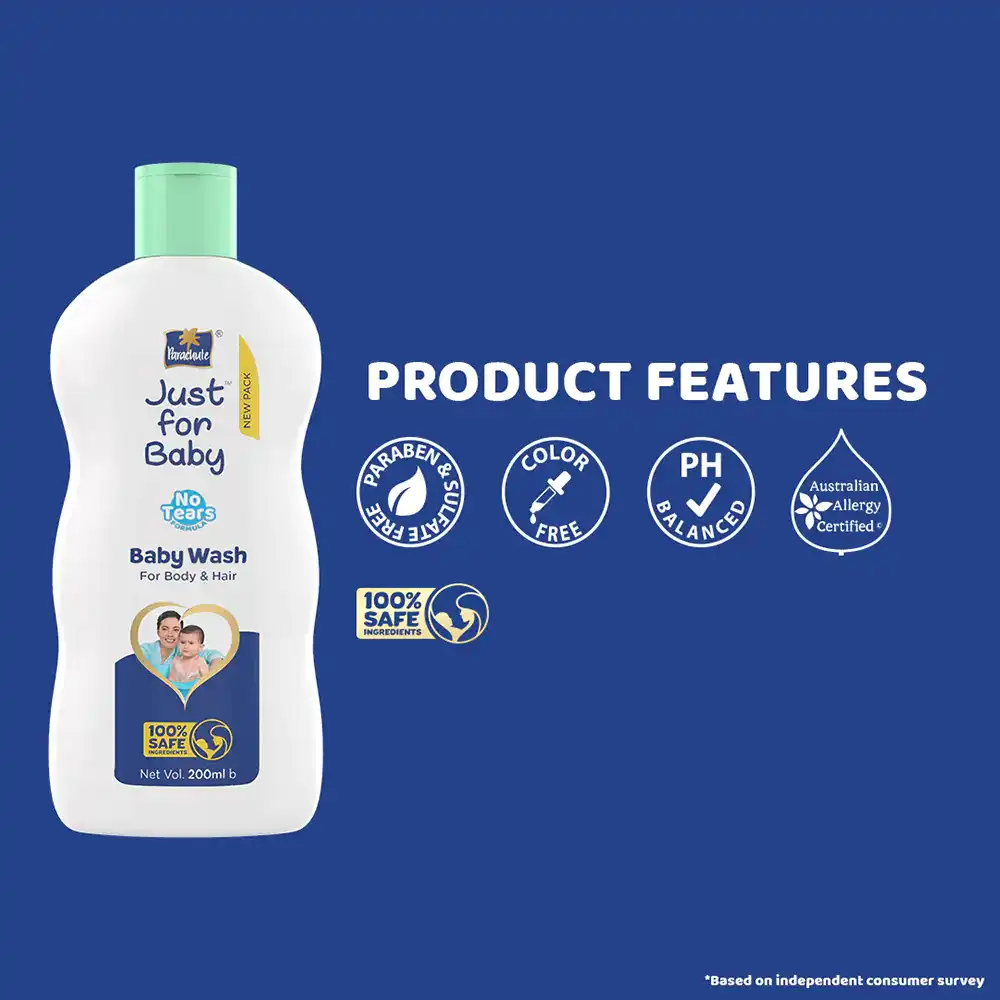 Parachute ®
Just™
for
Baby
NEW PACK
No
Tears
FORMULA
Baby Wash
For Body & Hair
100%
SAFE
INGREDIENTS
Net Vol. 200ml b
PRODUCT FEATURES
PARABEN & SULFATE FREE
COLOR
FREE
PH
BALANCED
Australian
Allergy
Certified ©
100%
SAFE
INGREDIENTS
*Based on independent consumer survey